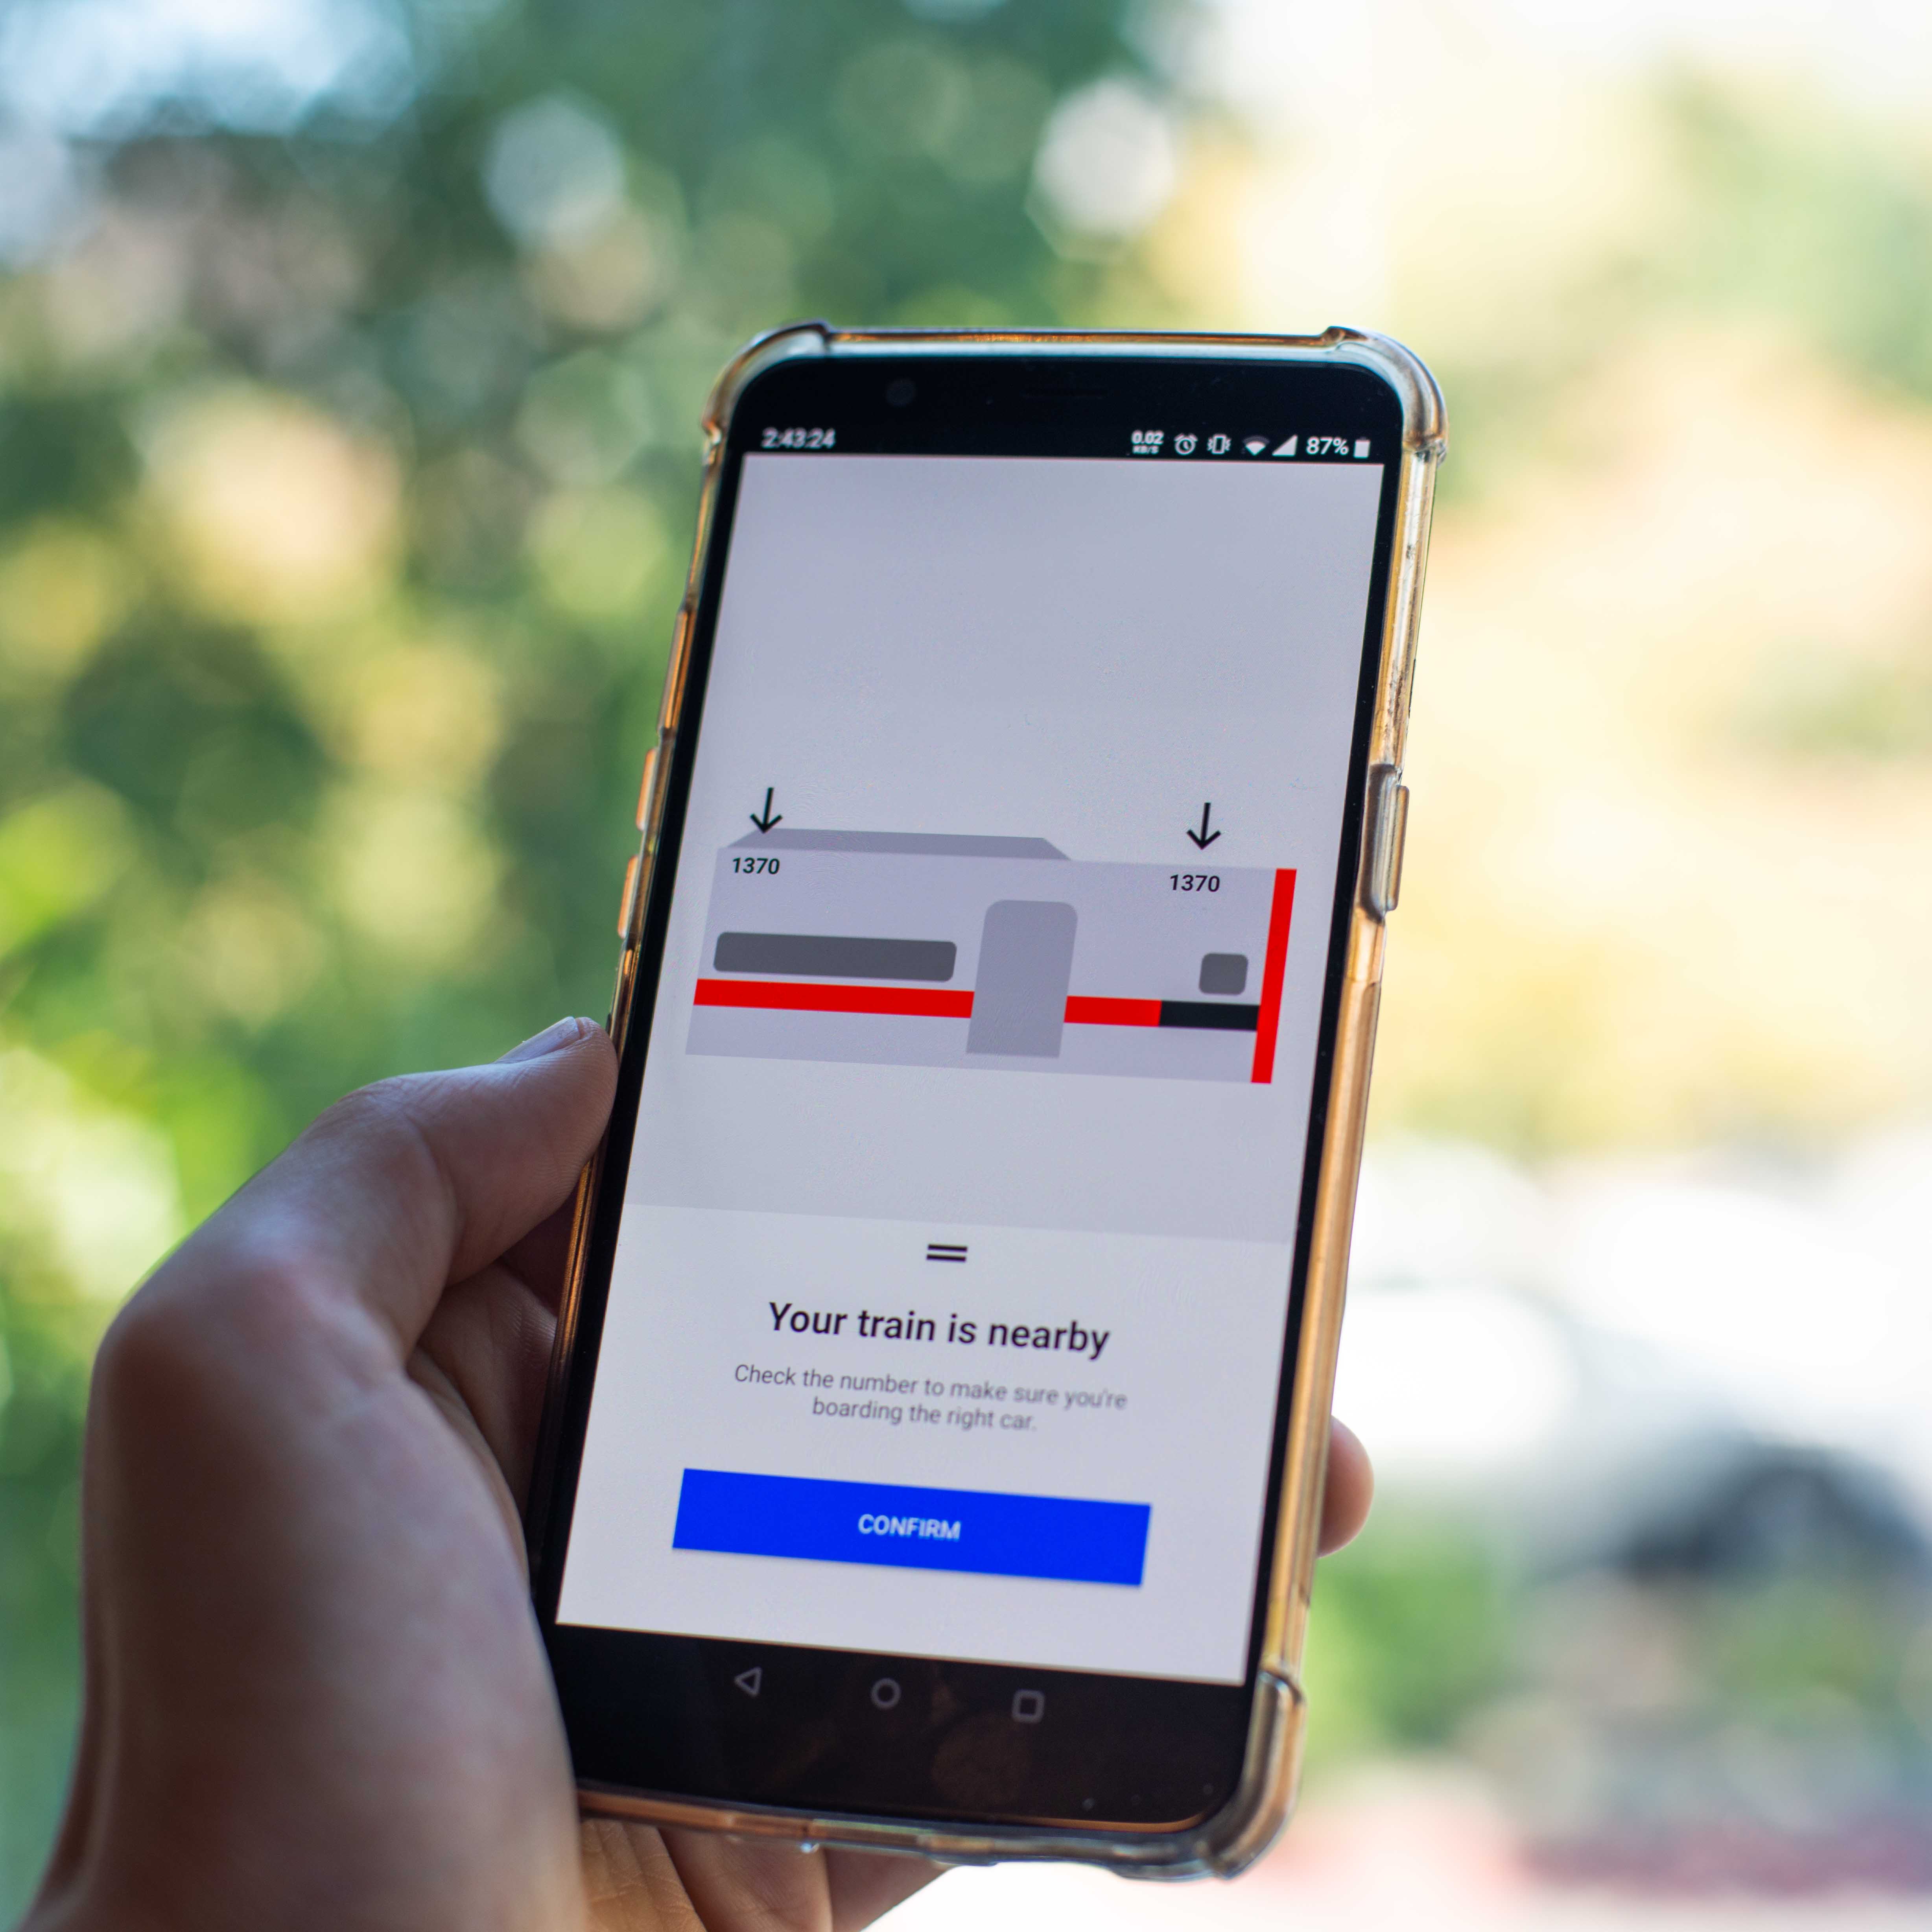 2:43:24 0.02 87%
KB/S
1370 1370
Your train is nearby
Check the number to make sure you're
boarding the right car.
CONFIRM